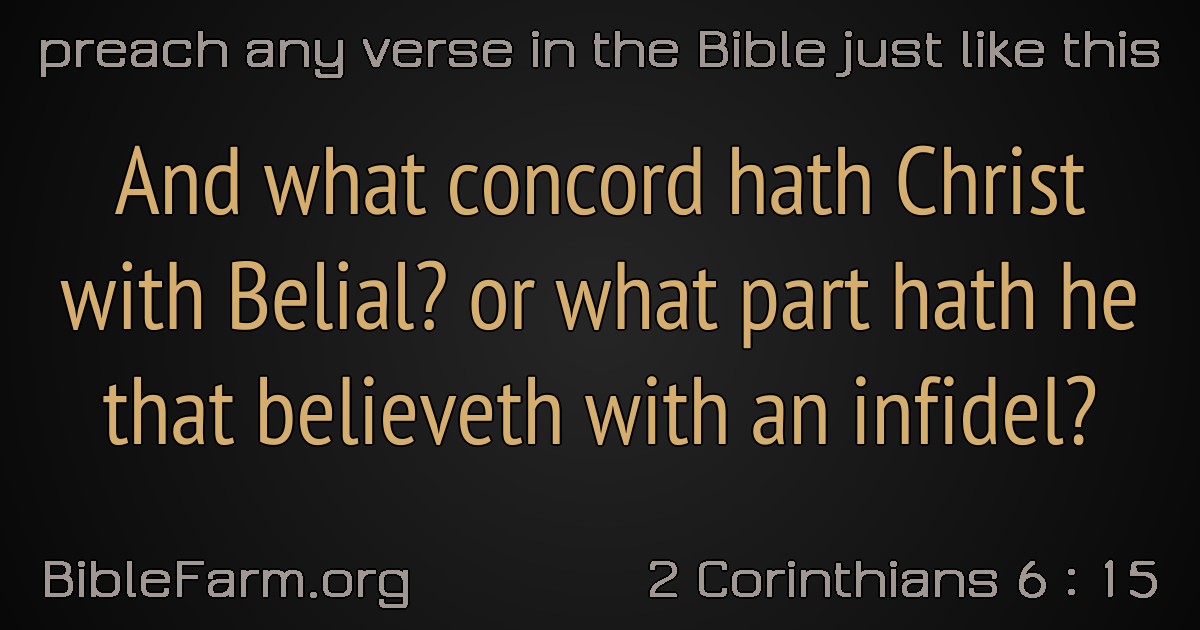 preach any verse in the Bible just like this
And what concord hath Christ
with Belial? or what part hath he
that believeth with an infidel?
BibleFarm.org
2 Corinthians 6 : 15